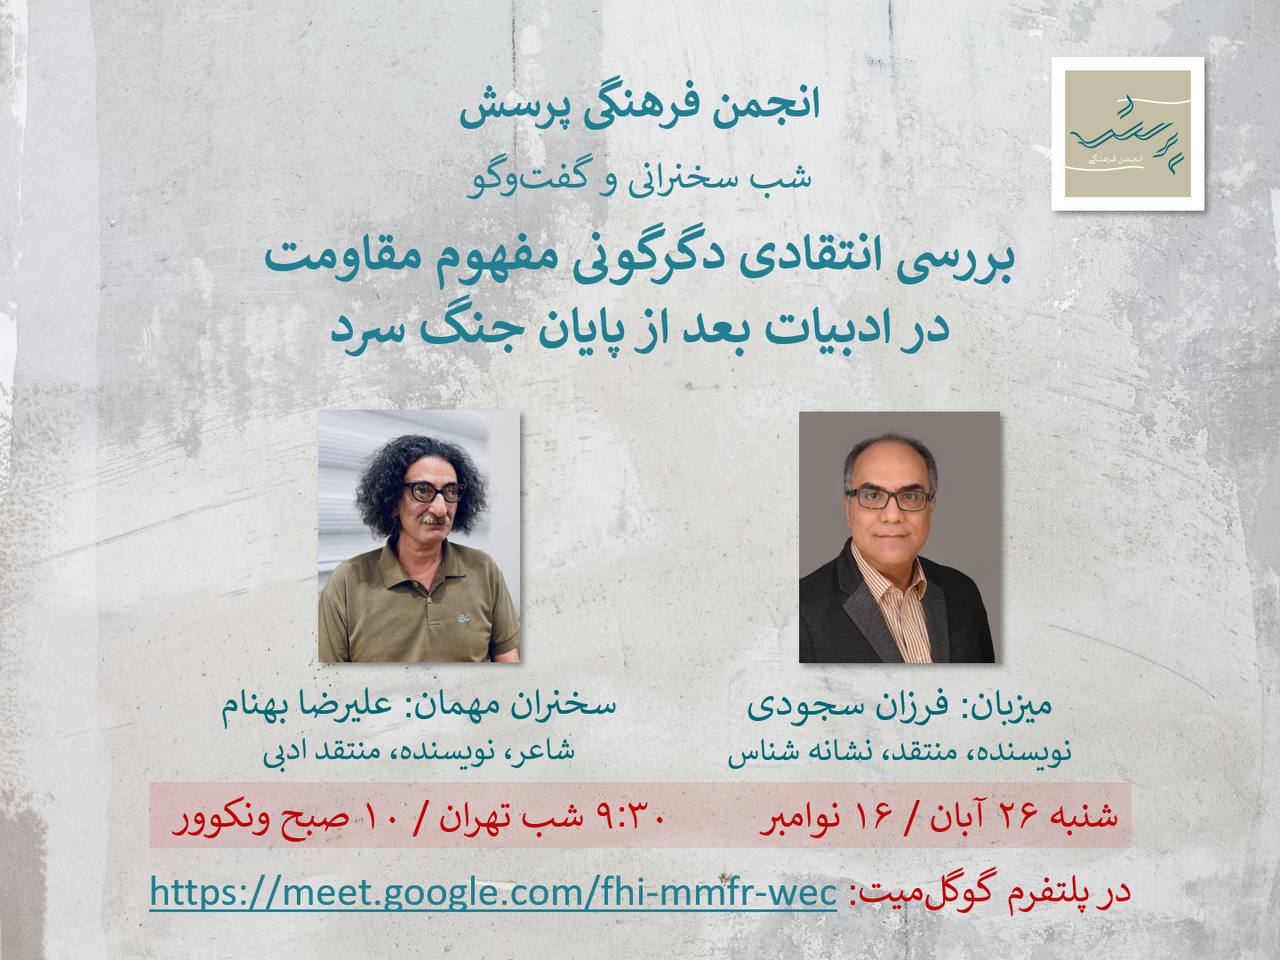 انجمن فرهنگی پرسش
پرسش
انجمن فرهنگی
شب سخنرانی و گفت‌وگو
بررسی انتقادی دگرگونی مفهوم مقاومت
در ادبیات بعد از پایان جنگ سرد
میزبان: فرزان سجودی
نویسنده، منتقد، نشانه شناس
سخنران مهمان: علیرضا بهنام
شاعر، نویسنده، منتقد ادبی
شنبه ۲۶ آبان / ۱۶ نوامبر ۹:۳۰ شب تهران / ۱۰ صبح ونکوور
در پلتفرم گوگل‌میت: https://meet.google.com/fhi-mmfr-wec